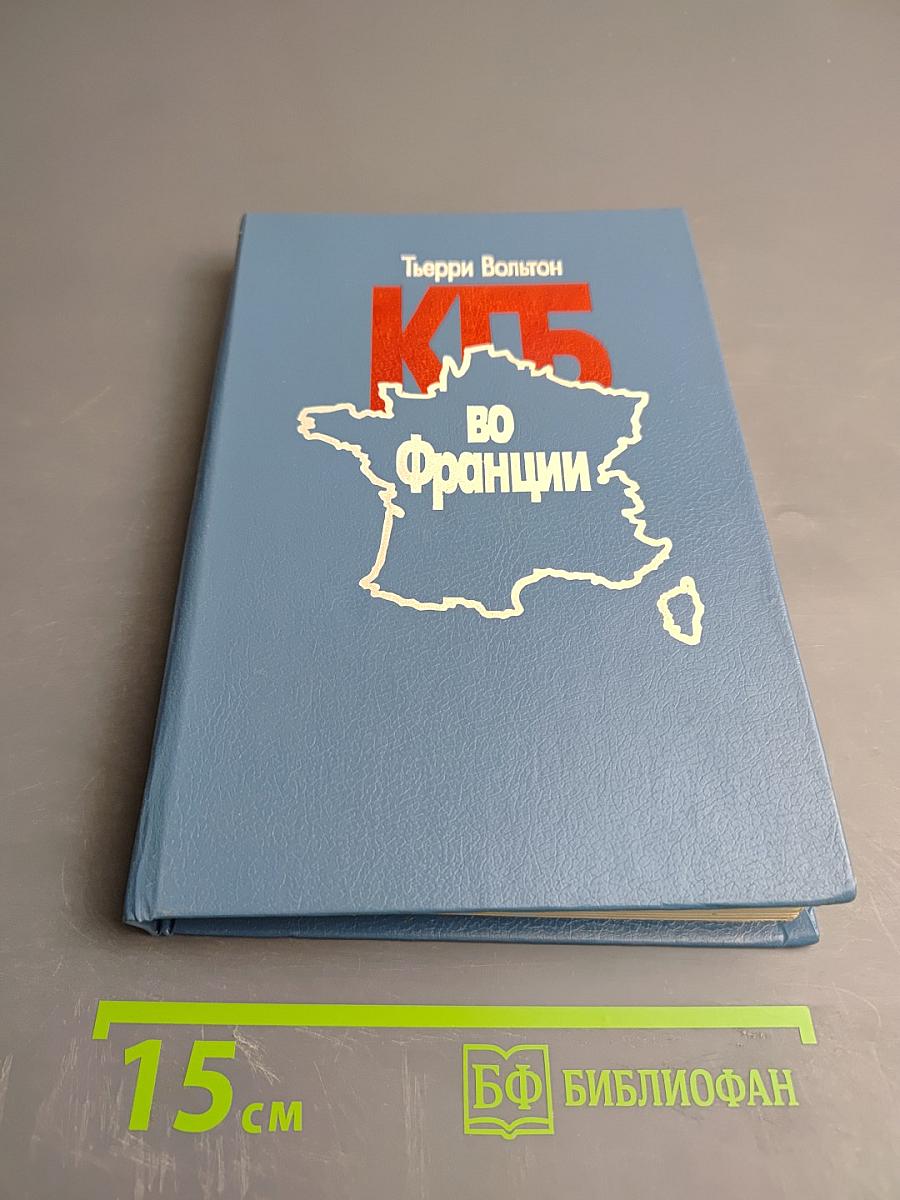 Тьерри Вольтон
КГБ
во
Франции
15 см
БФ БИБЛИОФАН